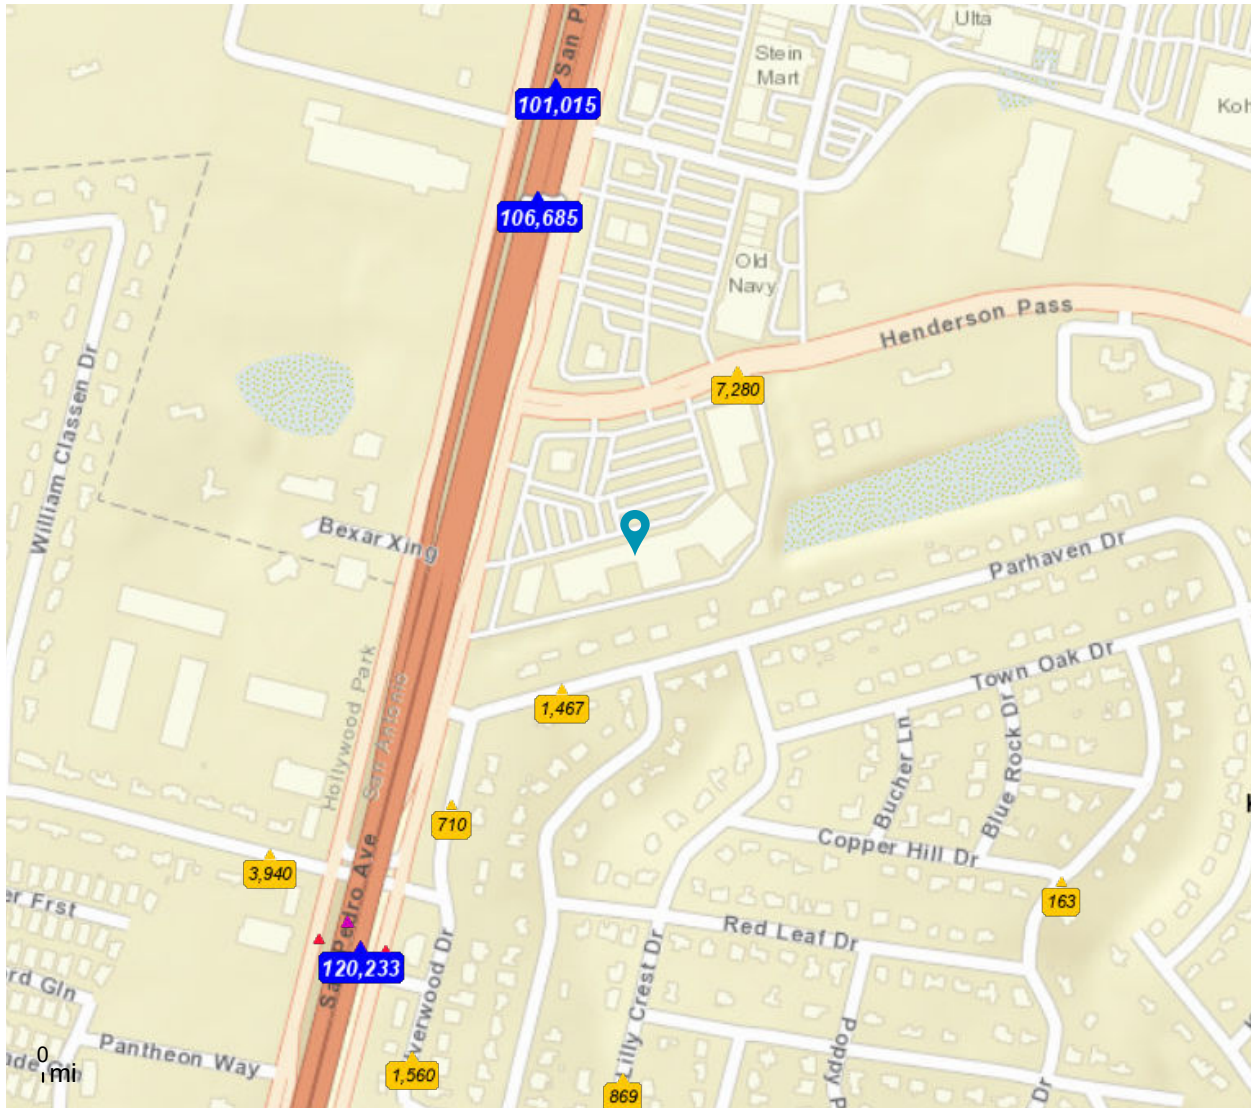 Ulta
San P
Stein
Mart
101,015
Koh
106,685
Old
Navy
Henderson Pass
William Classen Dr
7,280
Bexar Xing
Parhaven Dr
Town Oak Dr
Hollywood Park
San Antonio
1,467
Bucher Ln
Blue Rock Dr
710
Copper Hill Dr
3,940
San Pedro Ave
163
er Frst
Red Leaf Dr
120,233
erwood Dr
Lilly Crest Dr
ord Gln
Poppy P
Pantheon Way
0
mi
1,560
869
Dr